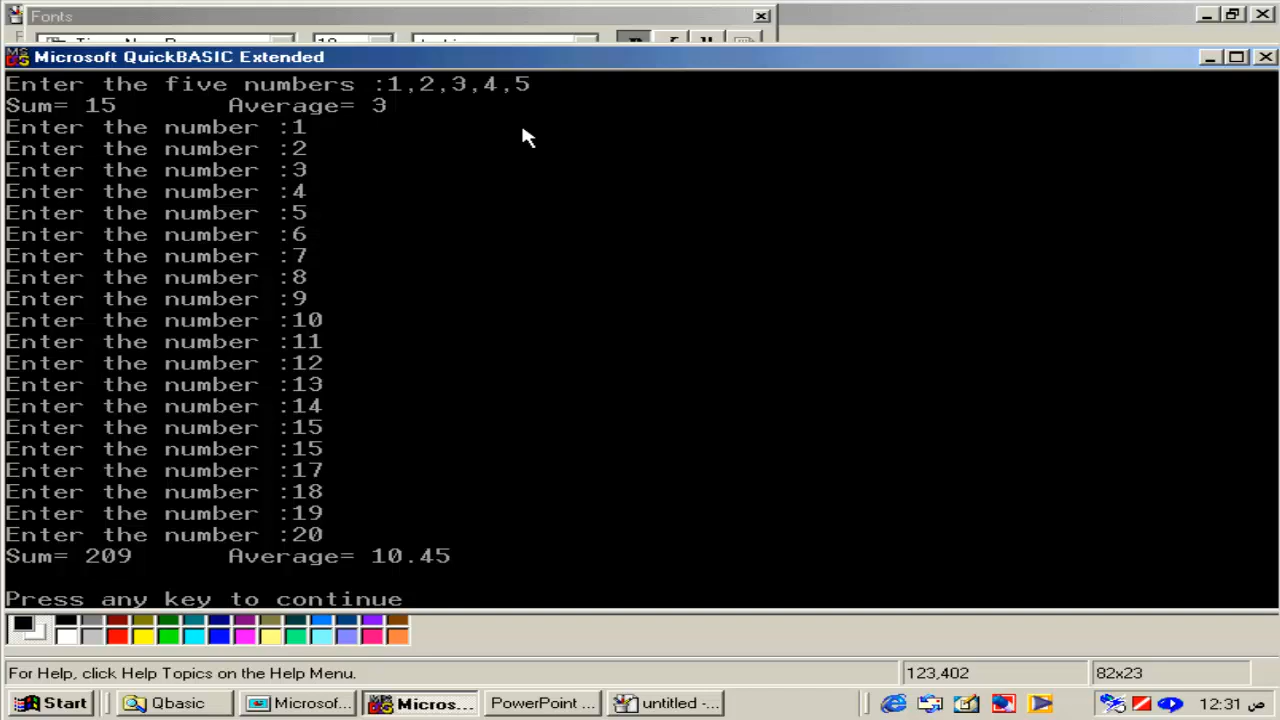 Fonts
Microsoft QuickBASIC Extended
Enter the five numbers :1,2,3,4,5
Sum= 15 Average= 3
Enter the number :1
Enter the number :2
Enter the number :3
Enter the number :4
Enter the number :5
Enter the number :6
Enter the number :7
Enter the number :8
Enter the number :9
Enter the number :10
Enter the number :11
Enter the number :12
Enter the number :13
Enter the number :14
Enter the number :15
Enter the number :15
Enter the number :17
Enter the number :18
Enter the number :19
Enter the number :20
Sum= 209 Average= 10.45
Press any key to continue
For Help, click Help Topics on the Help Menu. 123,402 82x23
Start Qbasic Microsof... Micros... PowerPoint ... untitled -... 12:31 ص